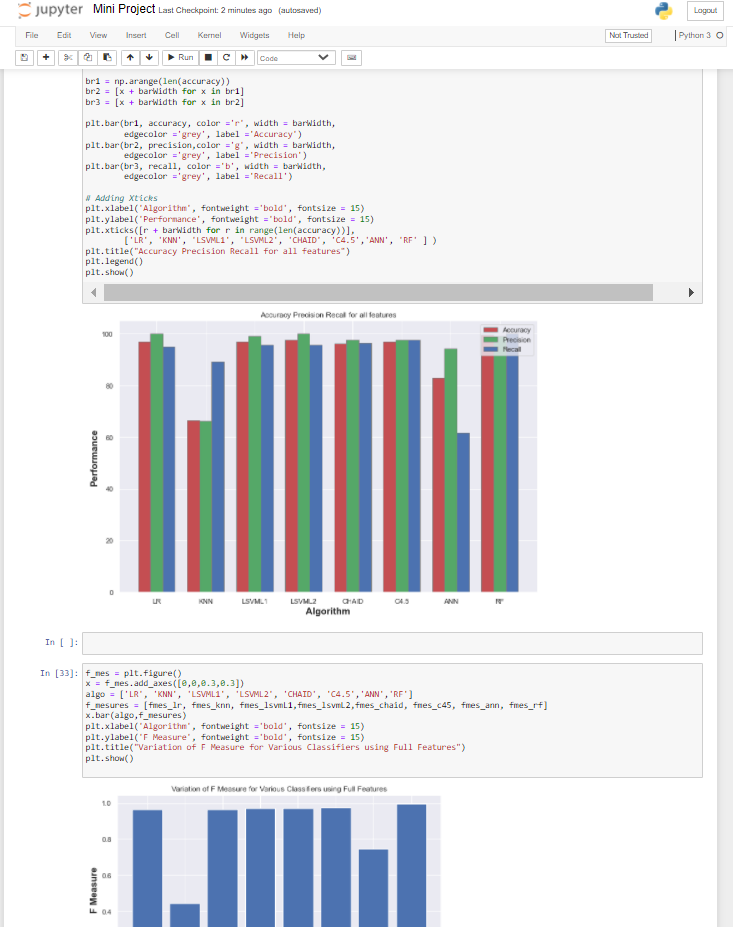 jupyter Mini Project Last Checkpoint: 2 minutes ago (autosaved)
Logout
File Edit View Insert Cell Kernel Widgets Help
Not Trusted
Python 3
Run
Code
br1 = np.arange(len(accuracy))
br2 = [x + barWidth for x in br1]
br3 = [x + barWidth for x in br2]
plt.bar(br1, accuracy, color ='r', width = barWidth,
edgecolor ='grey', label ='Accuracy')
plt.bar(br2, precision,color ='g', width = barWidth,
edgecolor ='grey', label ='Precision')
plt.bar(br3, recall, color ='b', width = barWidth,
edgecolor ='grey', label ='Recall')
# Adding Xticks
plt.xlabel('Algorithm', fontweight ='bold', fontsize = 15)
plt.ylabel('Performance', fontweight ='bold', fontsize = 15)
plt.xticks([r + barWidth for r in range(len(accuracy))],
['LR', 'KNN', 'LSVML1', 'LSVML2', 'CHAID', 'C4.5','ANN', 'RF' ] )
plt.title("Accuracy Precision Recall for all features")
plt.legend()
plt.show()
Accuracy Precision Recall for all features
Accuracy
Precision
Recall
100
80
60
40
20
0
Performance
LR KNN LSVML1 LSVML2 CHAID C4.5 ANN RF
Algorithm
In [ ]:
In [33]:
f_mes = plt.figure()
x = f_mes.add_axes([0,0,0.3,0.3])
algo = ['LR', 'KNN', 'LSVML1', 'LSVML2', 'CHAID', 'C4.5','ANN','RF']
f_mesures = [fmes_lr, fmes_knn, fmes_lsvmL1,fmes_lsvmL2,fmes_chaid, fmes_c45, fmes_ann, fmes_rf]
x.bar(algo,f_mesures)
plt.xlabel('Algorithm', fontweight ='bold', fontsize = 15)
plt.ylabel('F Measure', fontweight ='bold', fontsize = 15)
plt.title("Variation of F Measure for Various Classifiers using Full Features")
plt.show()
Variation of F Measure for Various Classifiers using Full Features
1.0
0.8
0.6
0.4
F Measure